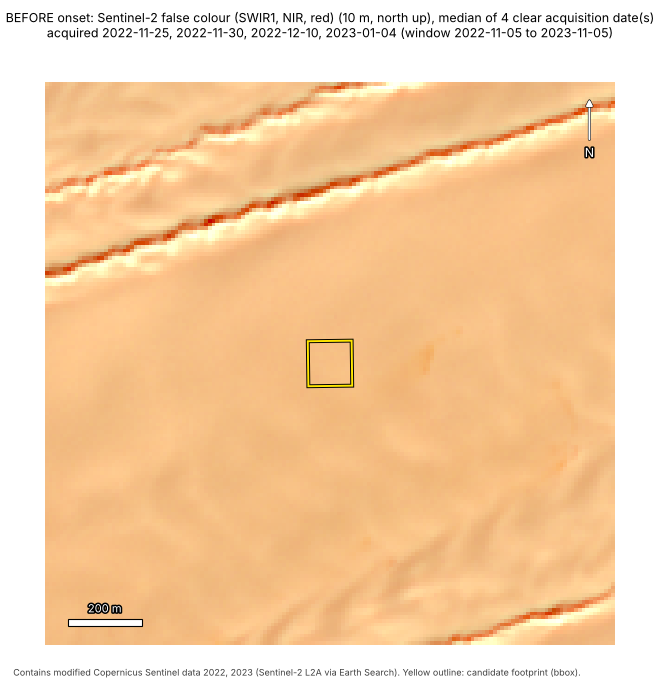 BEFORE onset: Sentinel-2 false colour (SWIR1, NIR, red) (10 m, north up), median of 4 clear acquisition date(s)
acquired 2022-11-25, 2022-11-30, 2022-12-10, 2023-01-04 (window 2022-11-05 to 2023-11-05)
N
200 m
Contains modified Copernicus Sentinel data 2022, 2023 (Sentinel-2 L2A via Earth Search). Yellow outline: candidate footprint (bbox).